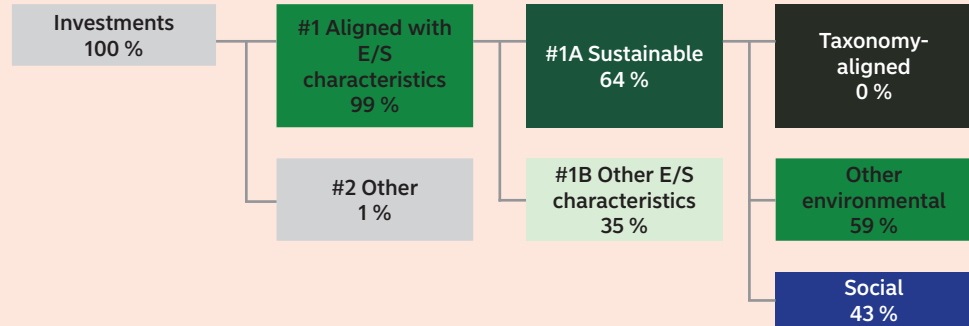 Investments
100 %
#1 Aligned with
E/S
characteristics
99 %
#2 Other
1 %
#1A Sustainable
64 %
#1B Other E/S
characteristics
35 %
Taxonomy-
aligned
0 %
Other
environmental
59 %
Social
43 %